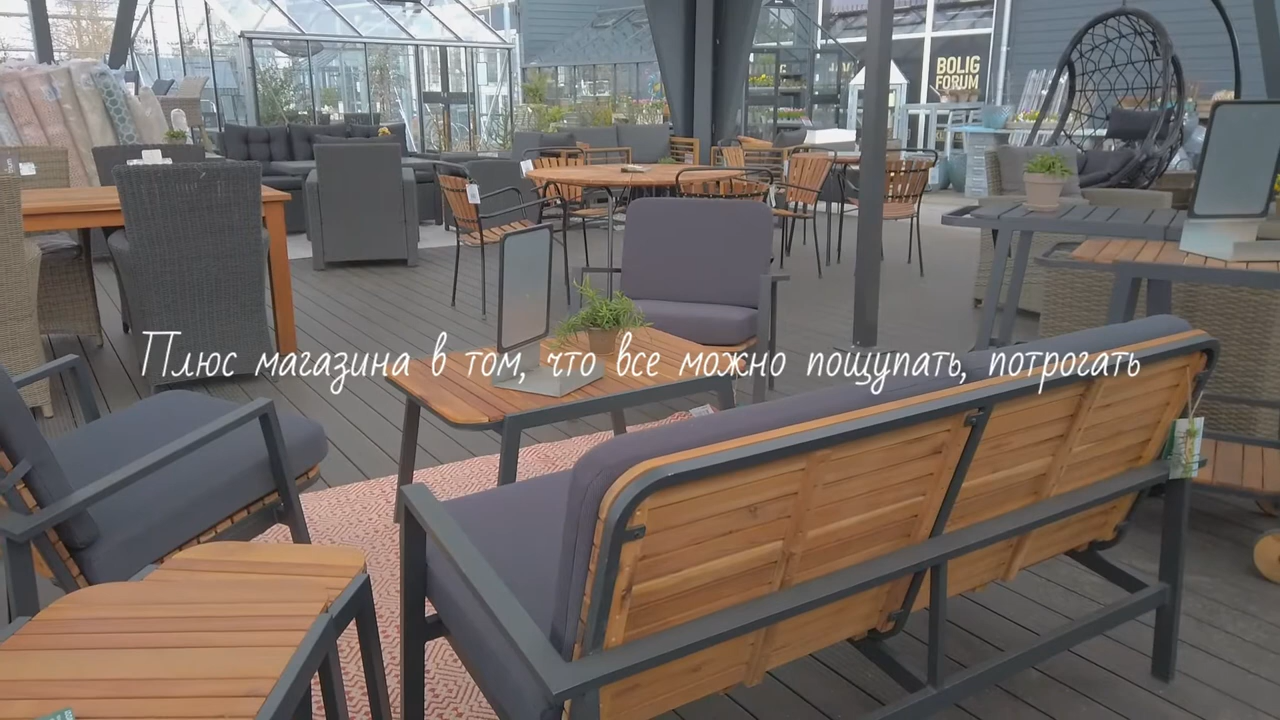 BOLIG
FORUM
Плюс магазина в том, что все можно пощупать, потрогать